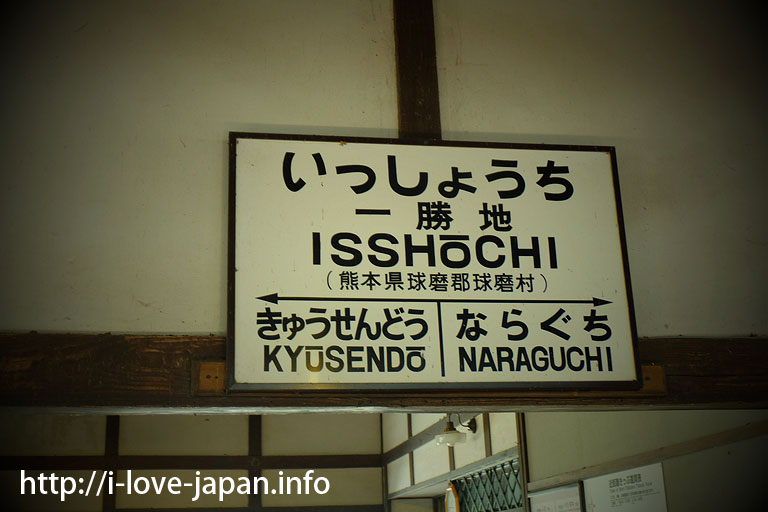 いっしょうち
一勝地
ISSHŌCHI
（熊本県球磨郡球磨村）
きゅうせんどう
KYŪSENDŌ
ならぐち
NARAGUCHI
http://i-love-japan.info